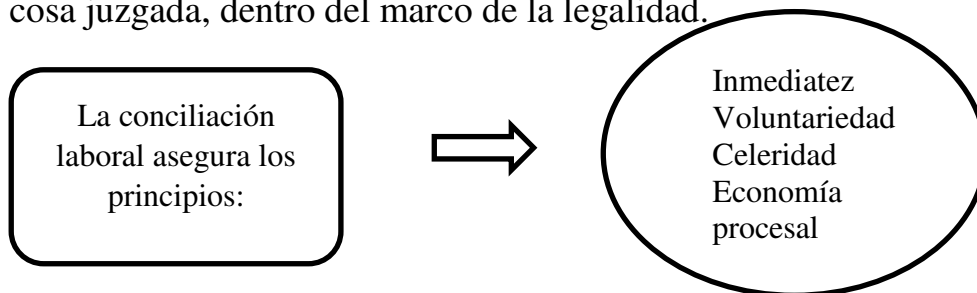 cosa juzgada, dentro del marco de la legalidad.
La conciliación
laboral asegura los
principios:
Inmediatez
Voluntariedad
Celeridad
Economía
procesal